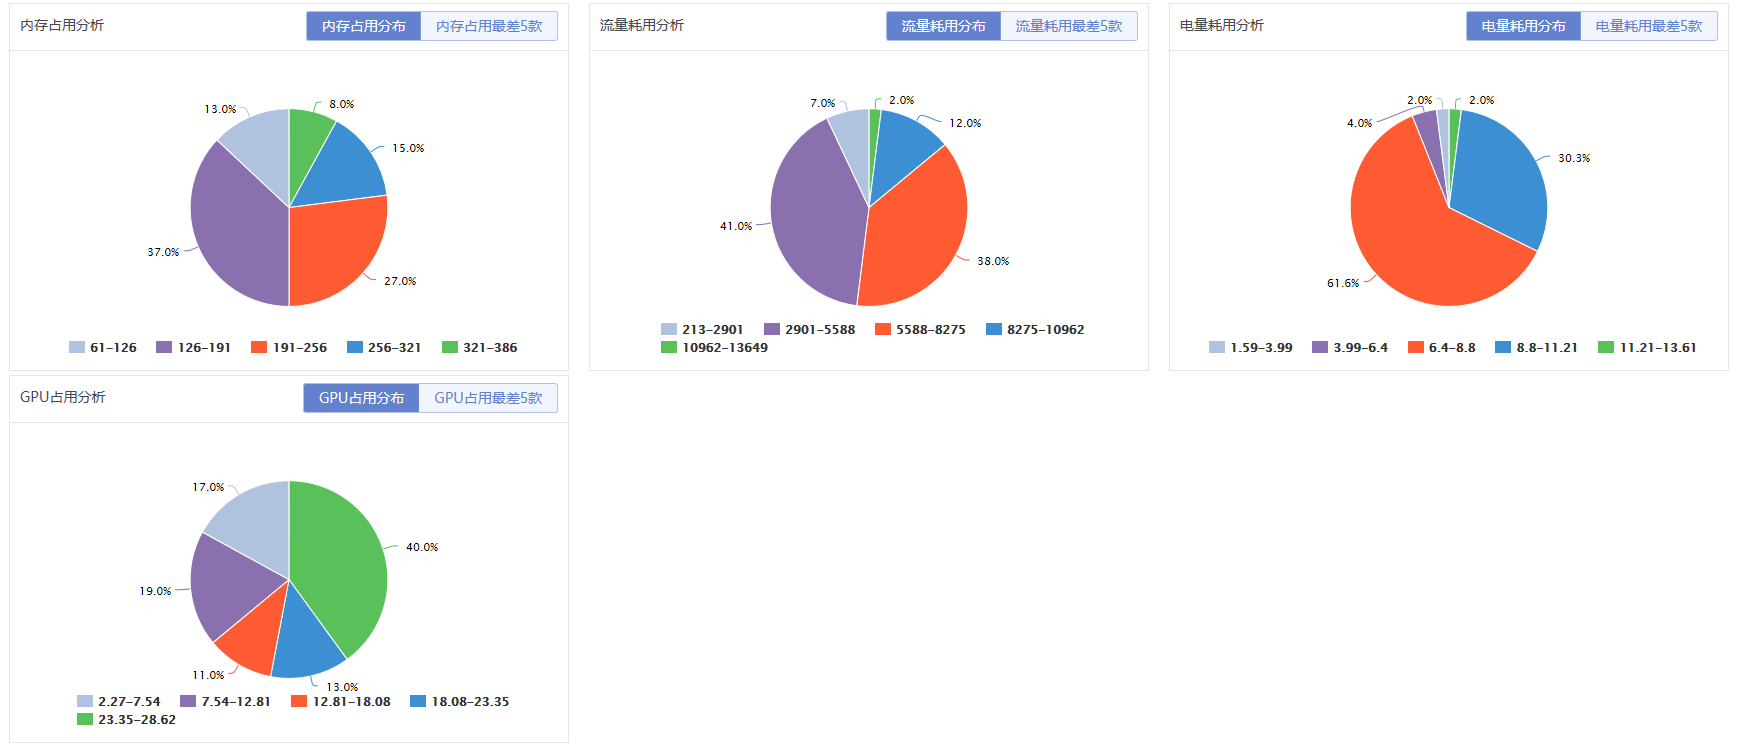 内存占用分析
内存占用分布 内存占用最差5款
13.0%
8.0%
15.0%
37.0%
27.0%
61-126 126-191 191-256 256-321 321-386
流量耗用分析
流量耗用分布 流量耗用最差5款
7.0%
2.0%
12.0%
41.0%
38.0%
213-2901 2901-5588 5588-8275 8275-10962
10962-13649
电量耗用分析
电量耗用分布 电量耗用最差5款
2.0%
2.0%
4.0%
30.3%
61.6%
1.59-3.99 3.99-6.4 6.4-8.8 8.8-11.21 11.21-13.61
GPU占用分析
GPU占用分布 GPU占用最差5款
17.0%
40.0%
19.0%
11.0%
13.0%
2.27-7.54 7.54-12.81 12.81-18.08 18.08-23.35
23.35-28.62